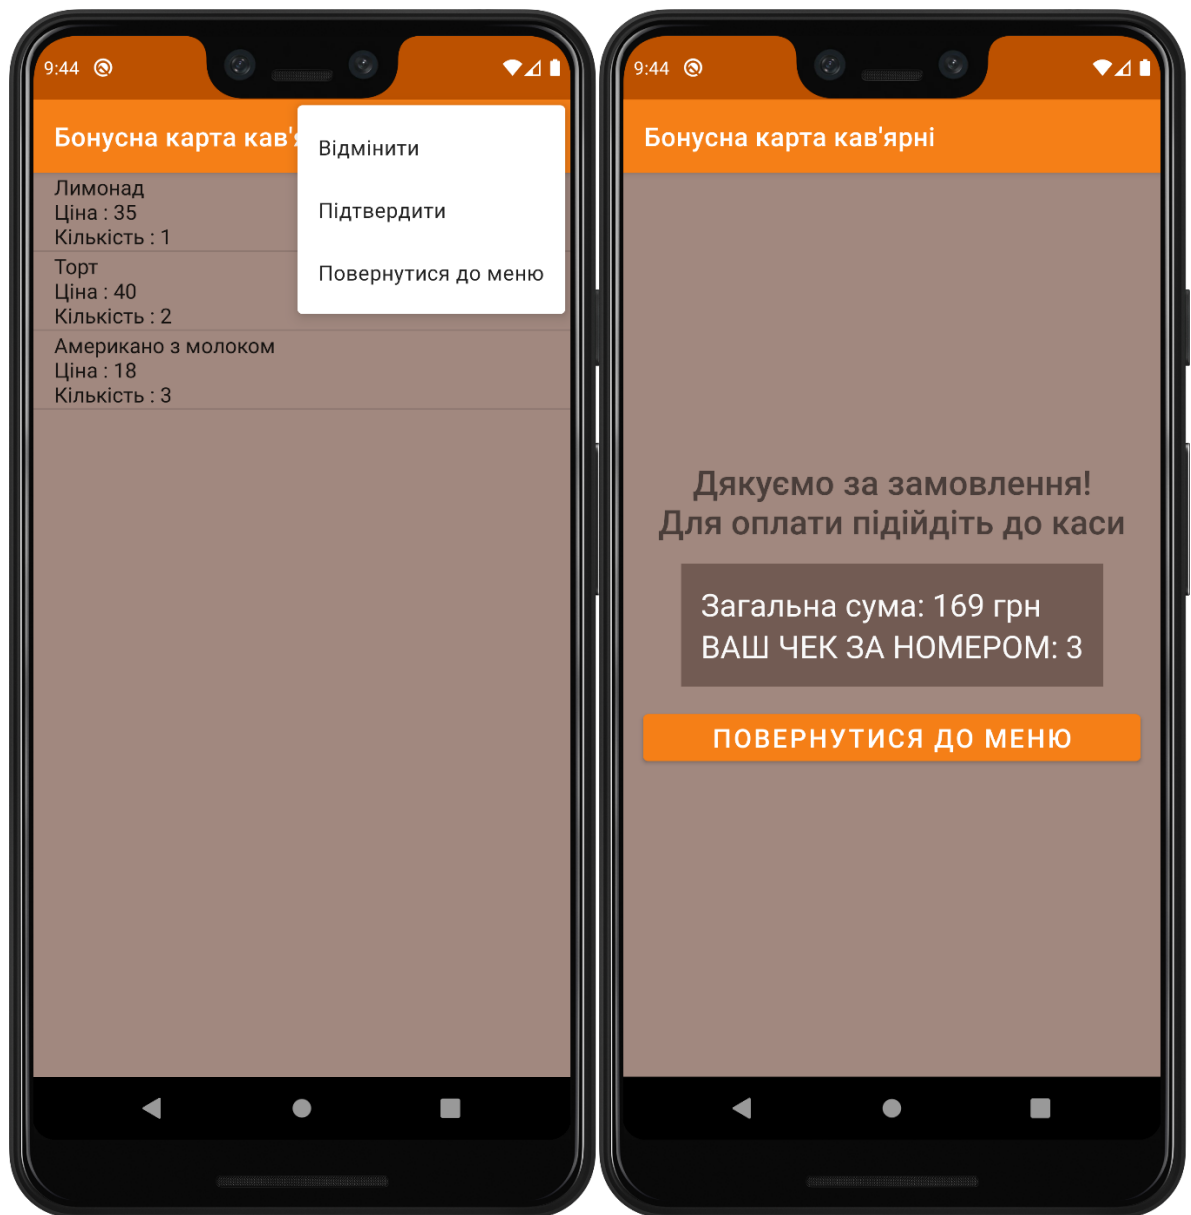 9:44
Бонусна карта кав'я
Відмінити
Підтвердити
Повернутися до меню
Лимонад
Ціна : 35
Кількість : 1
Торт
Ціна : 40
Кількість : 2
Американо з молоком
Ціна : 18
Кількість : 3
9:44
Бонусна карта кав'ярні
Дякуємо за замовлення!
Для оплати підійдіть до каси
Загальна сума: 169 грн
ВАШ ЧЕК ЗА НОМЕРОМ: 3
ПОВЕРНУТИСЯ ДО МЕНЮ